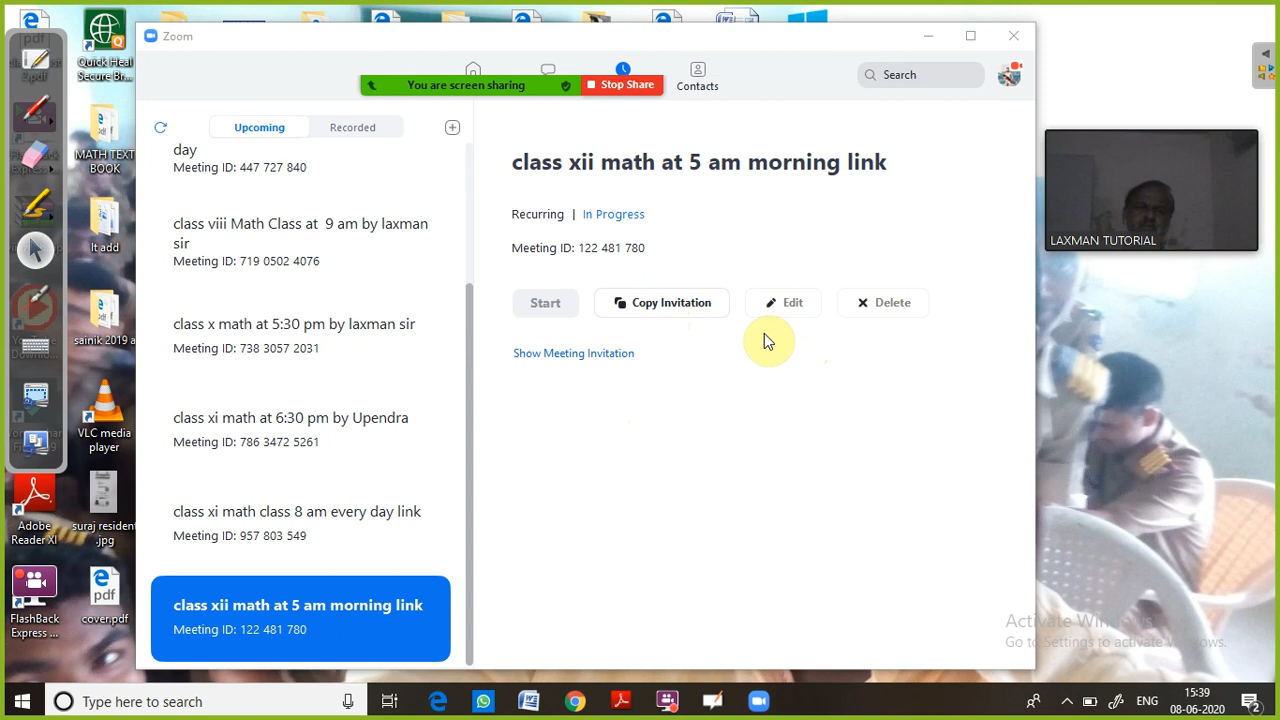 pdf
Quick Heal
Secure Br...
Zoom
You are screen sharing
Stop Share
Contacts
Search
Upcoming
Recorded
day
Meeting ID: 447 727 840
class viii Math Class at 9 am by laxman
sir
Meeting ID: 719 0502 4076
class x math at 5:30 pm by laxman sir
Meeting ID: 738 3057 2031
class xi math at 6:30 pm by Upendra
Meeting ID: 786 3472 5261
class xi math class 8 am every day link
Meeting ID: 957 803 549
class xii math at 5 am morning link
Meeting ID: 122 481 780
class xii math at 5 am morning link
Recurring | In Progress
Meeting ID: 122 481 780
Start
Copy Invitation
Edit
Delete
Show Meeting Invitation
LAXMAN TUTORIAL
MATH TEXT
BOOK
It add
sainik 2019 a
VLC media
player
Adobe
Reader XI
suraj resident
.jpg
FlashBack
Express ...
pdf
cover.pdf
Activate Windows
Go to Settings to activate Windows.
Type here to search
ENG
15:39
08-06-2020
2